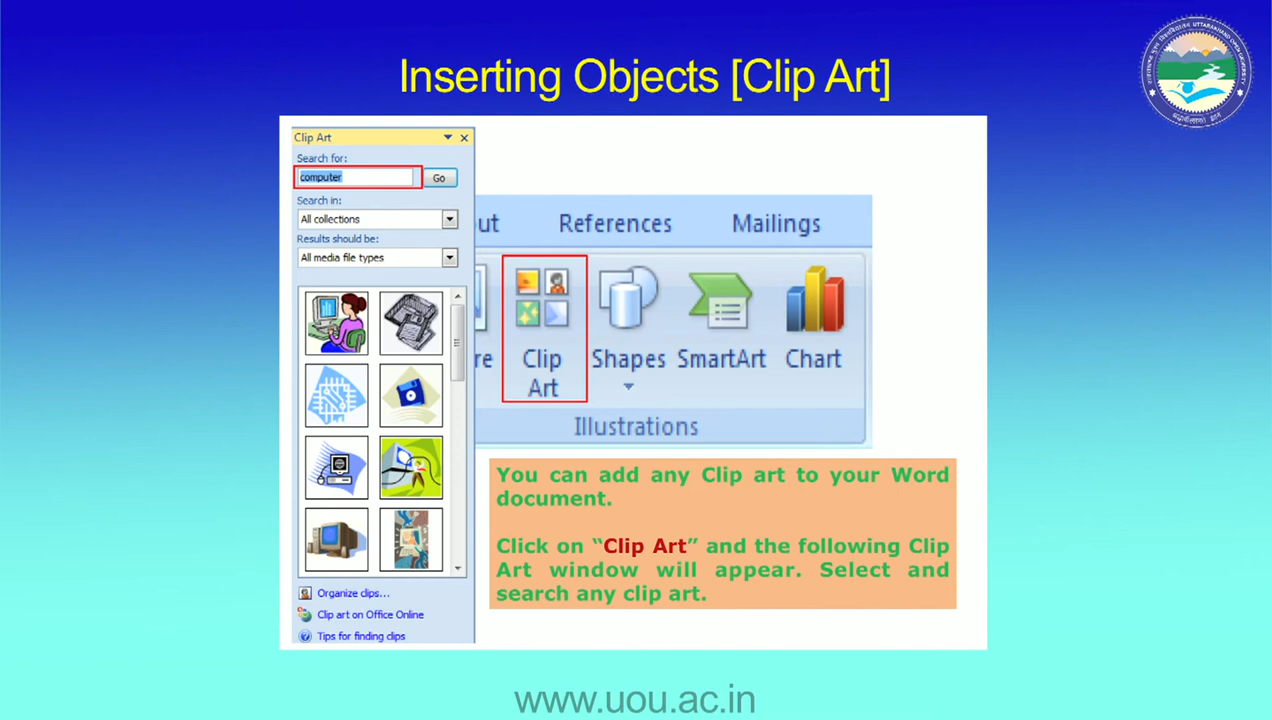 Inserting Objects [Clip Art]
Clip Art
Search for:
computer
Go
Search in:
All collections
Results should be:
All media file types
Organize clips...
Clip art on Office Online
Tips for finding clips
out References Mailings
re Clip Art Shapes SmartArt Chart
Illustrations
You can add any Clip art to your Word
document.
Click on “Clip Art” and the following Clip
Art window will appear. Select and
search any clip art.
www.uou.ac.in